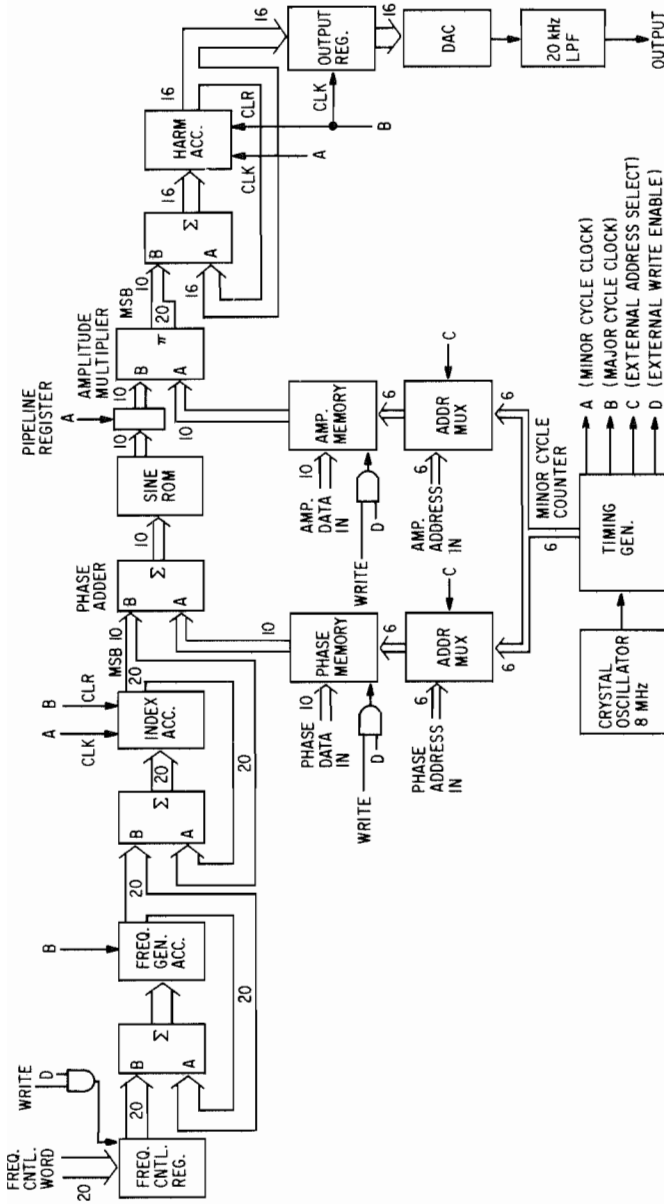 FREQ.
CNTL.
WORD
20
WRITE
D
FREQ.
CNTL.
REG.
20
B
A
Σ
B
FREQ.
GEN.
ACC.
20
20
B
A
Σ
20
A
B
CLK
CLR
INDEX
ACC.
20
MSB 10
20
PHASE
ADDER
B
A
Σ
10
SINE
ROM
10
PIPELINE
REGISTER
A
10
AMPLITUDE
MULTIPLIER
B
A
π
MSB
10
20
B
A
16
Σ
16
HARM
ACC.
CLK
CLR
A
B
16
16
OUTPUT
REG.
CLK
16
DAC
20 kHz
LPF
OUTPUT
10
PHASE
DATA
IN
10
PHASE
MEMORY
WRITE
D
6
PHASE
ADDRESS
IN
6
ADDR
MUX
C
6
10
AMP.
DATA
IN
10
AMP.
MEMORY
WRITE
D
6
AMP.
ADDRESS
IN
6
ADDR
MUX
C
6
MINOR CYCLE
COUNTER
6
CRYSTAL
OSCILLATOR
8 MHz
TIMING
GEN.
A (MINOR CYCLE CLOCK)
B (MAJOR CYCLE CLOCK)
C (EXTERNAL ADDRESS SELECT)
D (EXTERNAL WRITE ENABLE)